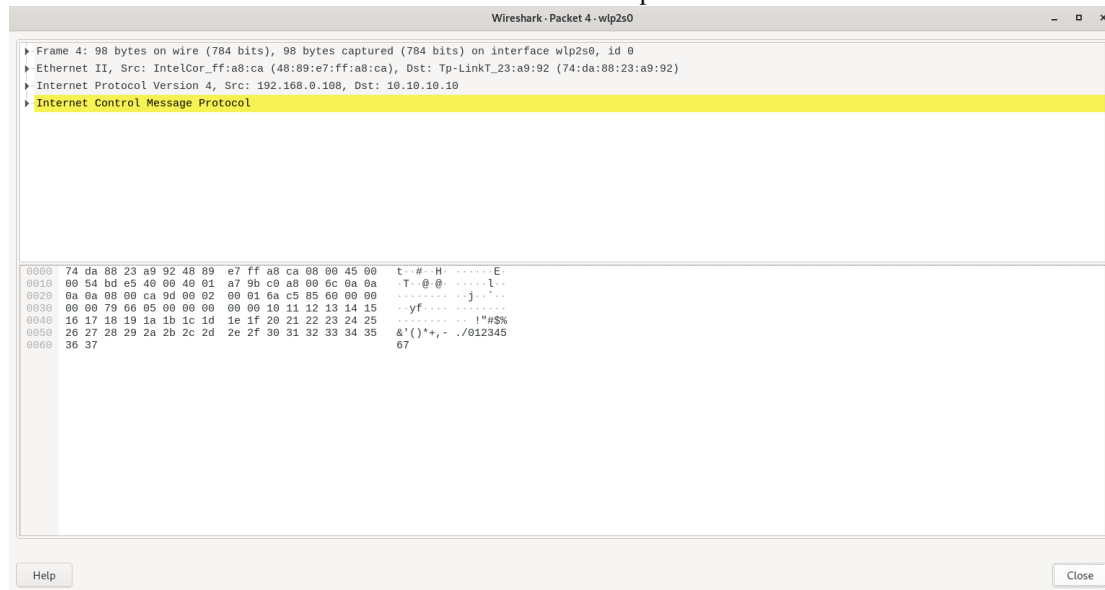 Wireshark · Packet 4 · wlp2s0
Frame 4: 98 bytes on wire (784 bits), 98 bytes captured (784 bits) on interface wlp2s0, id 0
Ethernet II, Src: IntelCor_ff:a8:ca (48:89:e7:ff:a8:ca), Dst: Tp-LinkT_23:a9:92 (74:da:88:23:a9:92)
Internet Protocol Version 4, Src: 192.168.0.108, Dst: 10.10.10.10
Internet Control Message Protocol
0000 74 da 88 23 a9 92 48 89 e7 ff a8 ca 08 00 45 00 t··#··H· ······E·
0010 00 54 bd e5 40 00 40 01 a7 9b c0 a8 00 6c 0a 0a ·T··@·@· ·····l··
0020 0a 0a 08 00 ca 9d 00 02 00 01 6a c5 85 60 00 00 ········ ··j··`··
0030 00 00 79 66 05 00 00 00 00 00 10 11 12 13 14 15 ··yf···· ········
0040 16 17 18 19 1a 1b 1c 1d 1e 1f 20 21 22 23 24 25 ········ ·· !"#$%
0050 26 27 28 29 2a 2b 2c 2d 2e 2f 30 31 32 33 34 35 &'()*+,- ./012345
0060 36 37 67
Help
Close